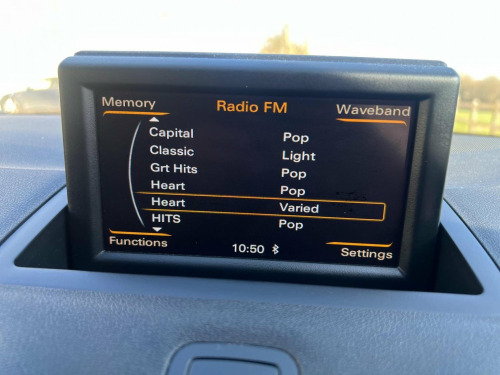 Memory Radio FM Waveband
Capital Pop
Classic Light
Grt Hits Pop
Heart Pop
Heart Varied
HITS Pop
Functions 10:50 Settings